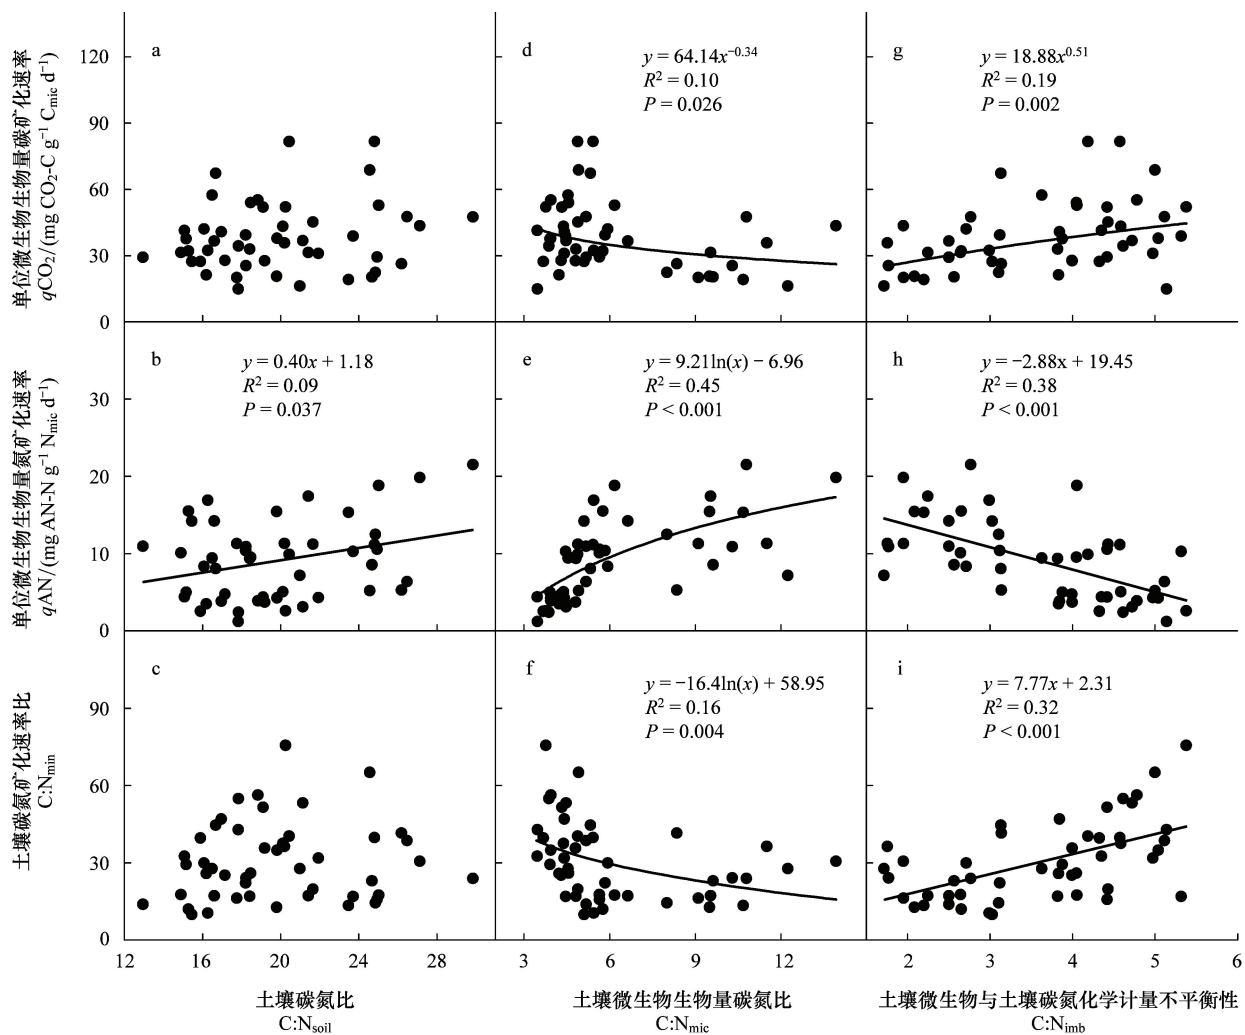 单位微生物生物量碳矿化速率
qCO₂/(mg CO₂-C g⁻¹ Cmic d⁻¹)
120
90
60
30
0
a
d
y = 64.14x⁻⁰·³⁴
R² = 0.10
P = 0.026
g
y = 18.88x⁰·⁵¹
R² = 0.19
P = 0.002
单位微生物生物量氮矿化速率
qAN/(mg AN-N g⁻¹ Nmic d⁻¹)
30
20
10
0
b
y = 0.40x + 1.18
R² = 0.09
P = 0.037
e
y = 9.21ln(x) − 6.96
R² = 0.45
P < 0.001
h
y = −2.88x + 19.45
R² = 0.38
P < 0.001
土壤碳氮矿化速率比
C:Nmin
90
60
30
0
c
f
y = −16.4ln(x) + 58.95
R² = 0.16
P = 0.004
i
y = 7.77x + 2.31
R² = 0.32
P < 0.001
12 16 20 24 28
3 6 9 12
2 3 4 5 6
土壤碳氮比
C:Nsoil
土壤微生物生物量碳氮比
C:Nmic
土壤微生物与土壤碳氮化学计量不平衡性
C:Nimb